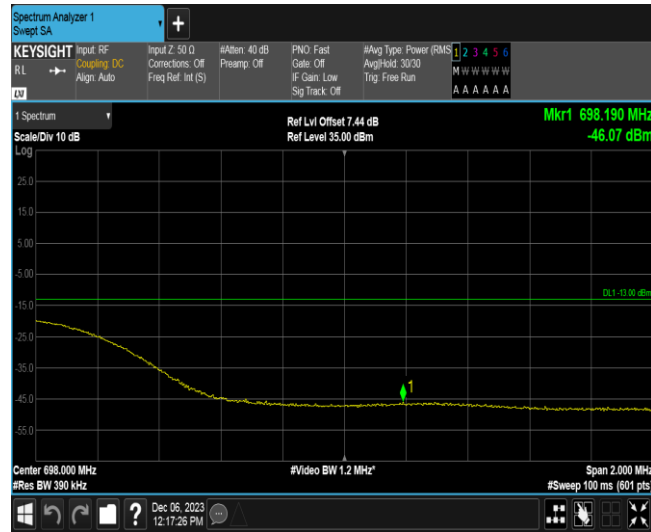 Spectrum Analyzer 1
Swept SA
+
KEYSIGHT Input: RF
RL
Coupling: DC
Align: Auto
LXI
Input Z: 50 Ω
Corrections: Off
Freq Ref: Int (S)
#Atten: 40 dB
Preamp: Off
PNO: Fast
Gate: Off
IF Gain: Low
Sig Track: Off
#Avg Type: Power (RMS
Avg|Hold: 30/30
Trig: Free Run
1 2 3 4 5 6
M W W W W W
A A A A A A
1 Spectrum
Scale/Div 10 dB
Log
Ref Lvl Offset 7.44 dB
Ref Level 35.00 dBm
Mkr1 698.190 MHz
-46.07 dBm
25.0
15.0
5.00
-5.00
DL1 -13.00 dBm
-15.0
-25.0
-35.0
1
-45.0
-55.0
Center 698.000 MHz
#Res BW 390 kHz
#Video BW 1.2 MHz*
Span 2.000 MHz
#Sweep 100 ms (601 pts
?
Dec 06, 2023
12:17:26 PM